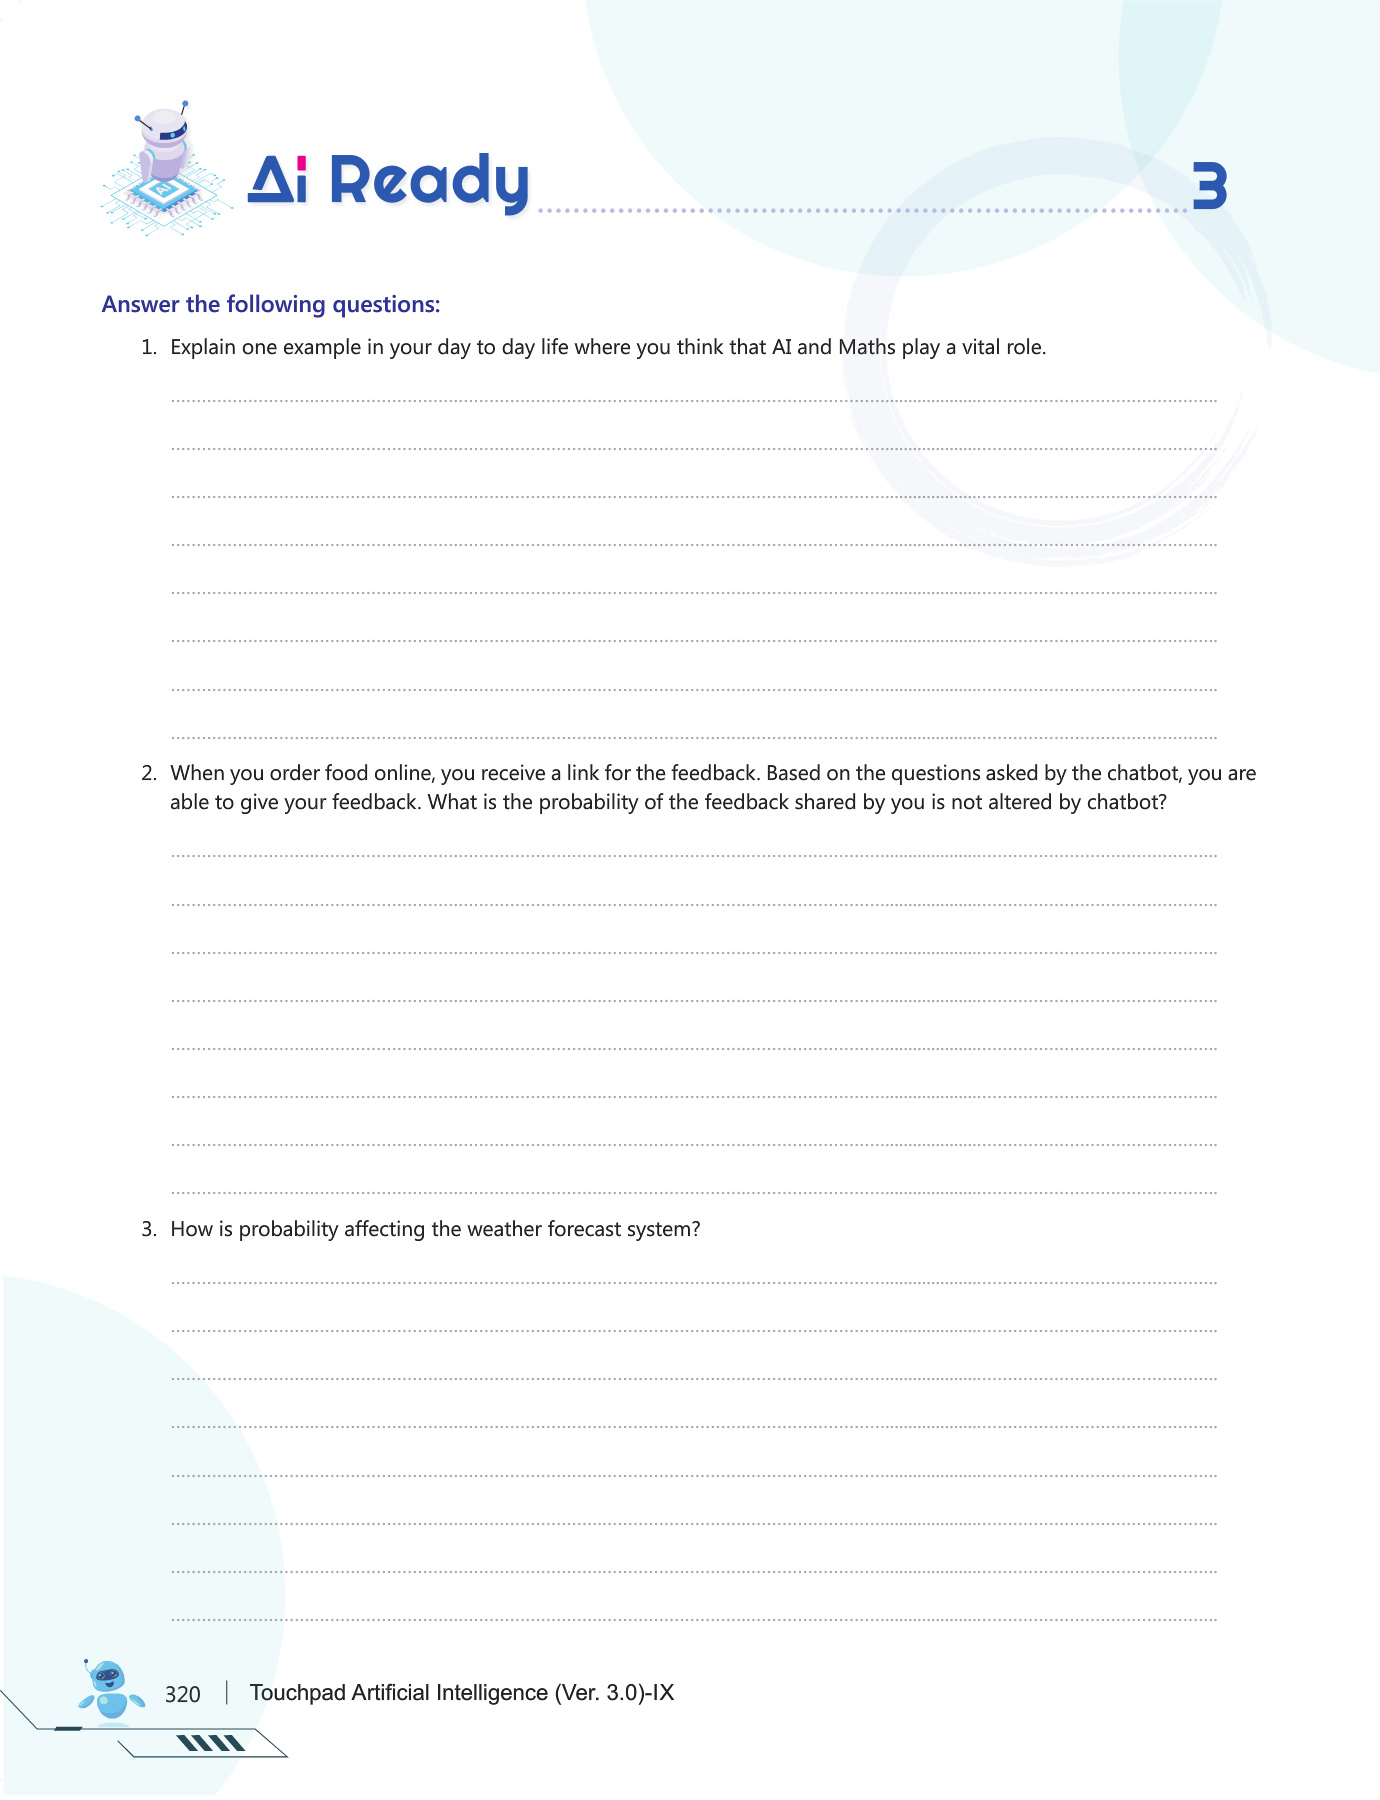 Ai Ready
3
Answer the following questions:
1. Explain one example in your day to day life where you think that AI and Maths play a vital role.
2. When you order food online, you receive a link for the feedback. Based on the questions asked by the chatbot, you are
able to give your feedback. What is the probability of the feedback shared by you is not altered by chatbot?
3. How is probability affecting the weather forecast system?
320 | Touchpad Artificial Intelligence (Ver. 3.0)-IX
AI